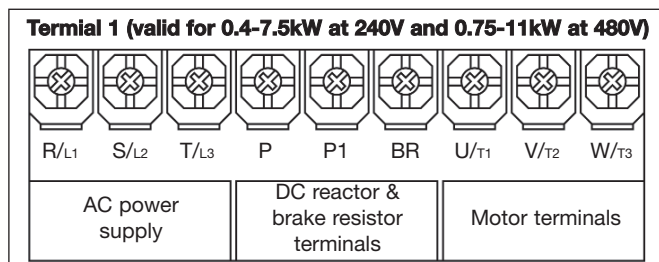 Termial 1 (valid for 0.4-7.5kW at 240V and 0.75-11kW at 480V)
R/L1 S/L2 T/L3 P P1 BR U/T1 V/T2 W/T3
AC power
supply
DC reactor &
brake resistor
terminals
Motor terminals